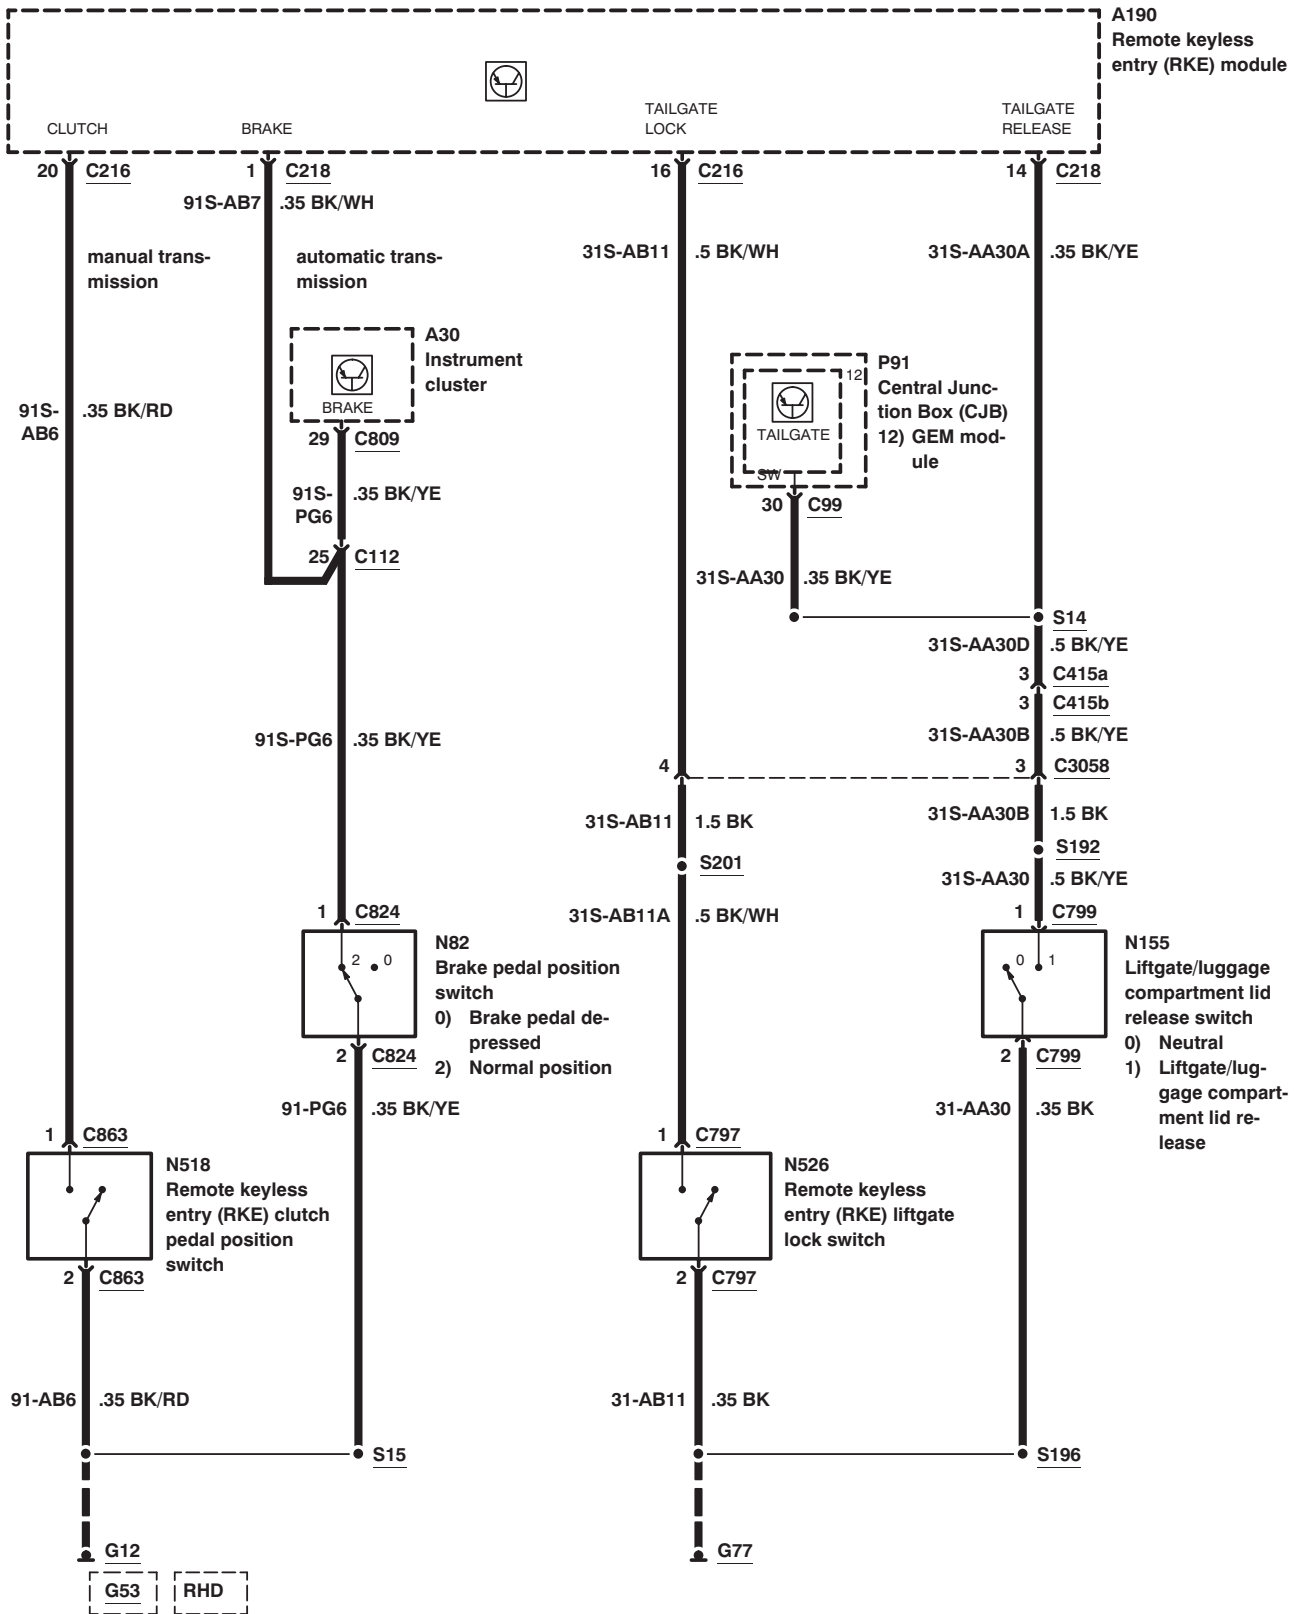 A190
Remote keyless
entry (RKE) module
CLUTCH
BRAKE
TAILGATE
LOCK
TAILGATE
RELEASE
20 C216
1 C218
16 C216
14 C218
91S-AB7 .35 BK/WH
manual trans-
mission
automatic trans-
mission
31S-AB11 .5 BK/WH
31S-AA30A .35 BK/YE
A30
Instrument
cluster
BRAKE
29 C809
P91
Central Junc-
tion Box (CJB)
12) GEM mod-
ule
12
TAILGATE
SW
30 C99
91S-
AB6
.35 BK/RD
91S-
PG6
.35 BK/YE
25 C112
31S-AA30 .35 BK/YE
S14
31S-AA30D .5 BK/YE
3 C415a
3 C415b
91S-PG6 .35 BK/YE
31S-AA30B .5 BK/YE
4
3 C3058
31S-AB11 1.5 BK
31S-AA30B 1.5 BK
S201
S192
31S-AA30 .5 BK/YE
1 C824
31S-AB11A .5 BK/WH
1 C799
2 0
N82
Brake pedal position
switch
0) Brake pedal de-
pressed
2) Normal position
0 1
N155
Liftgate/luggage
compartment lid
release switch
0) Neutral
1) Liftgate/lug-
gage compart-
ment lid re-
lease
2 C824
2 C799
91-PG6 .35 BK/YE
31-AA30 .35 BK
1 C863
1 C797
N518
Remote keyless
entry (RKE) clutch
pedal position
switch
N526
Remote keyless
entry (RKE) liftgate
lock switch
2 C863
2 C797
91-AB6 .35 BK/RD
31-AB11 .35 BK
S15
S196
G12
G77
G53
RHD